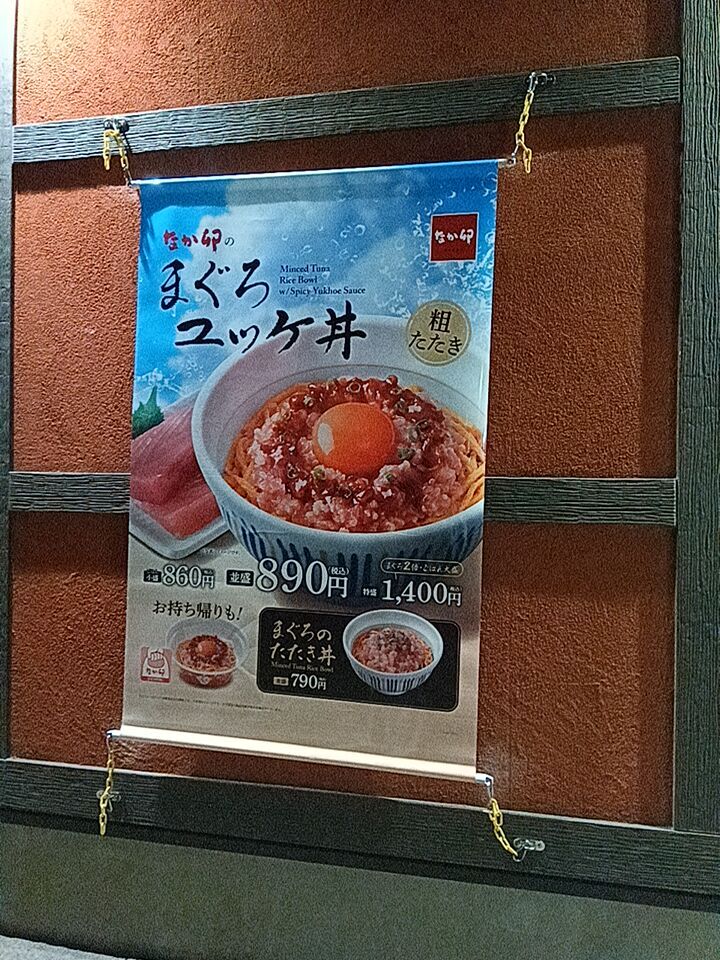 なか卯の
なか卯
まぐろ
ユッケ丼
Minced Tuna
Rice Bowl
w/Spicy Yukhoe Sauce
粗
たたき
小盛 860円
並盛 890円 (税込)
まぐろ2倍・ごはん大盛
特盛 1,400円
お持ち帰りも!
なか卯
まぐろの
たたき丼
Minced Tuna Rice Bowl
並盛 790円